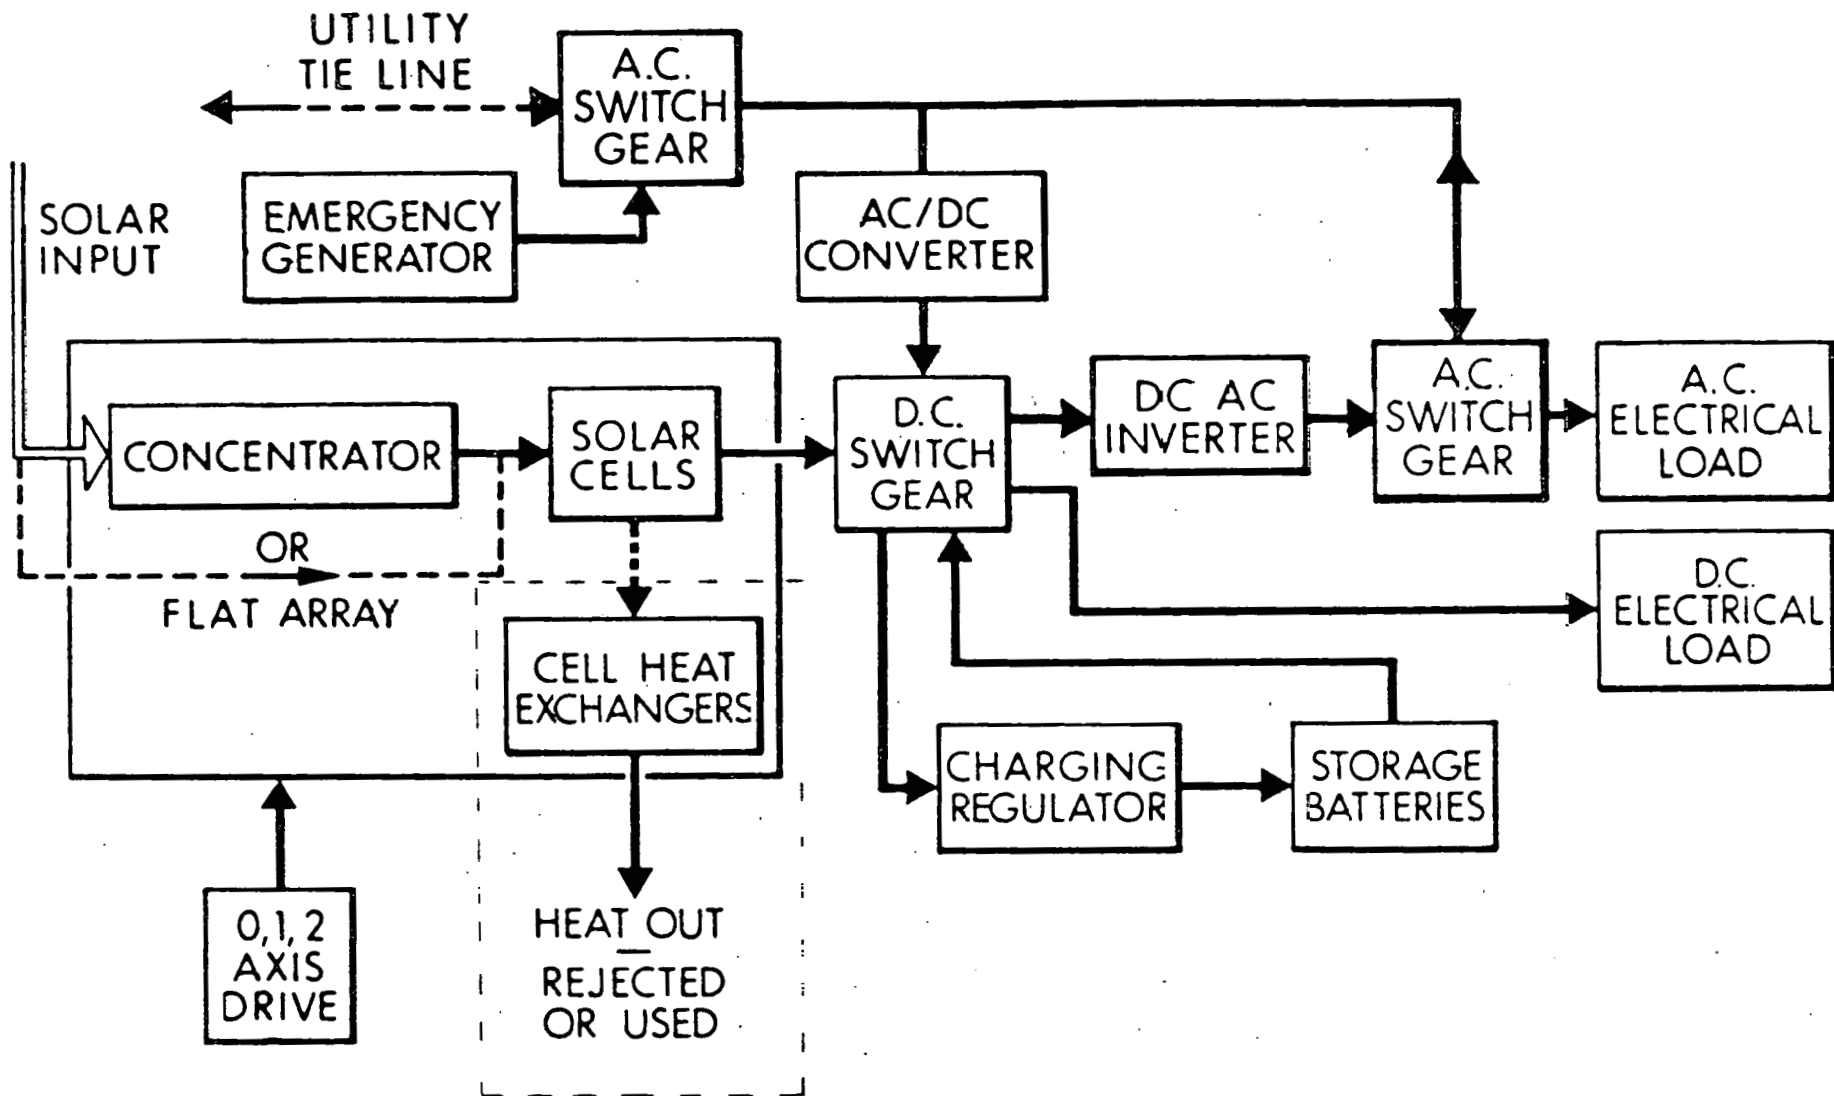 UTILITY
TIE LINE
A.C.
SWITCH
GEAR
SOLAR
INPUT
EMERGENCY
GENERATOR
AC/DC
CONVERTER
CONCENTRATOR
SOLAR
CELLS
D.C.
SWITCH
GEAR
DC AC
INVERTER
A.C.
SWITCH
GEAR
A.C.
ELECTRICAL
LOAD
OR
FLAT ARRAY
D.C.
ELECTRICAL
LOAD
CELL HEAT
EXCHANGERS
CHARGING
REGULATOR
STORAGE
BATTERIES
0,1,2
AXIS
DRIVE
HEAT OUT
—
REJECTED
OR USED